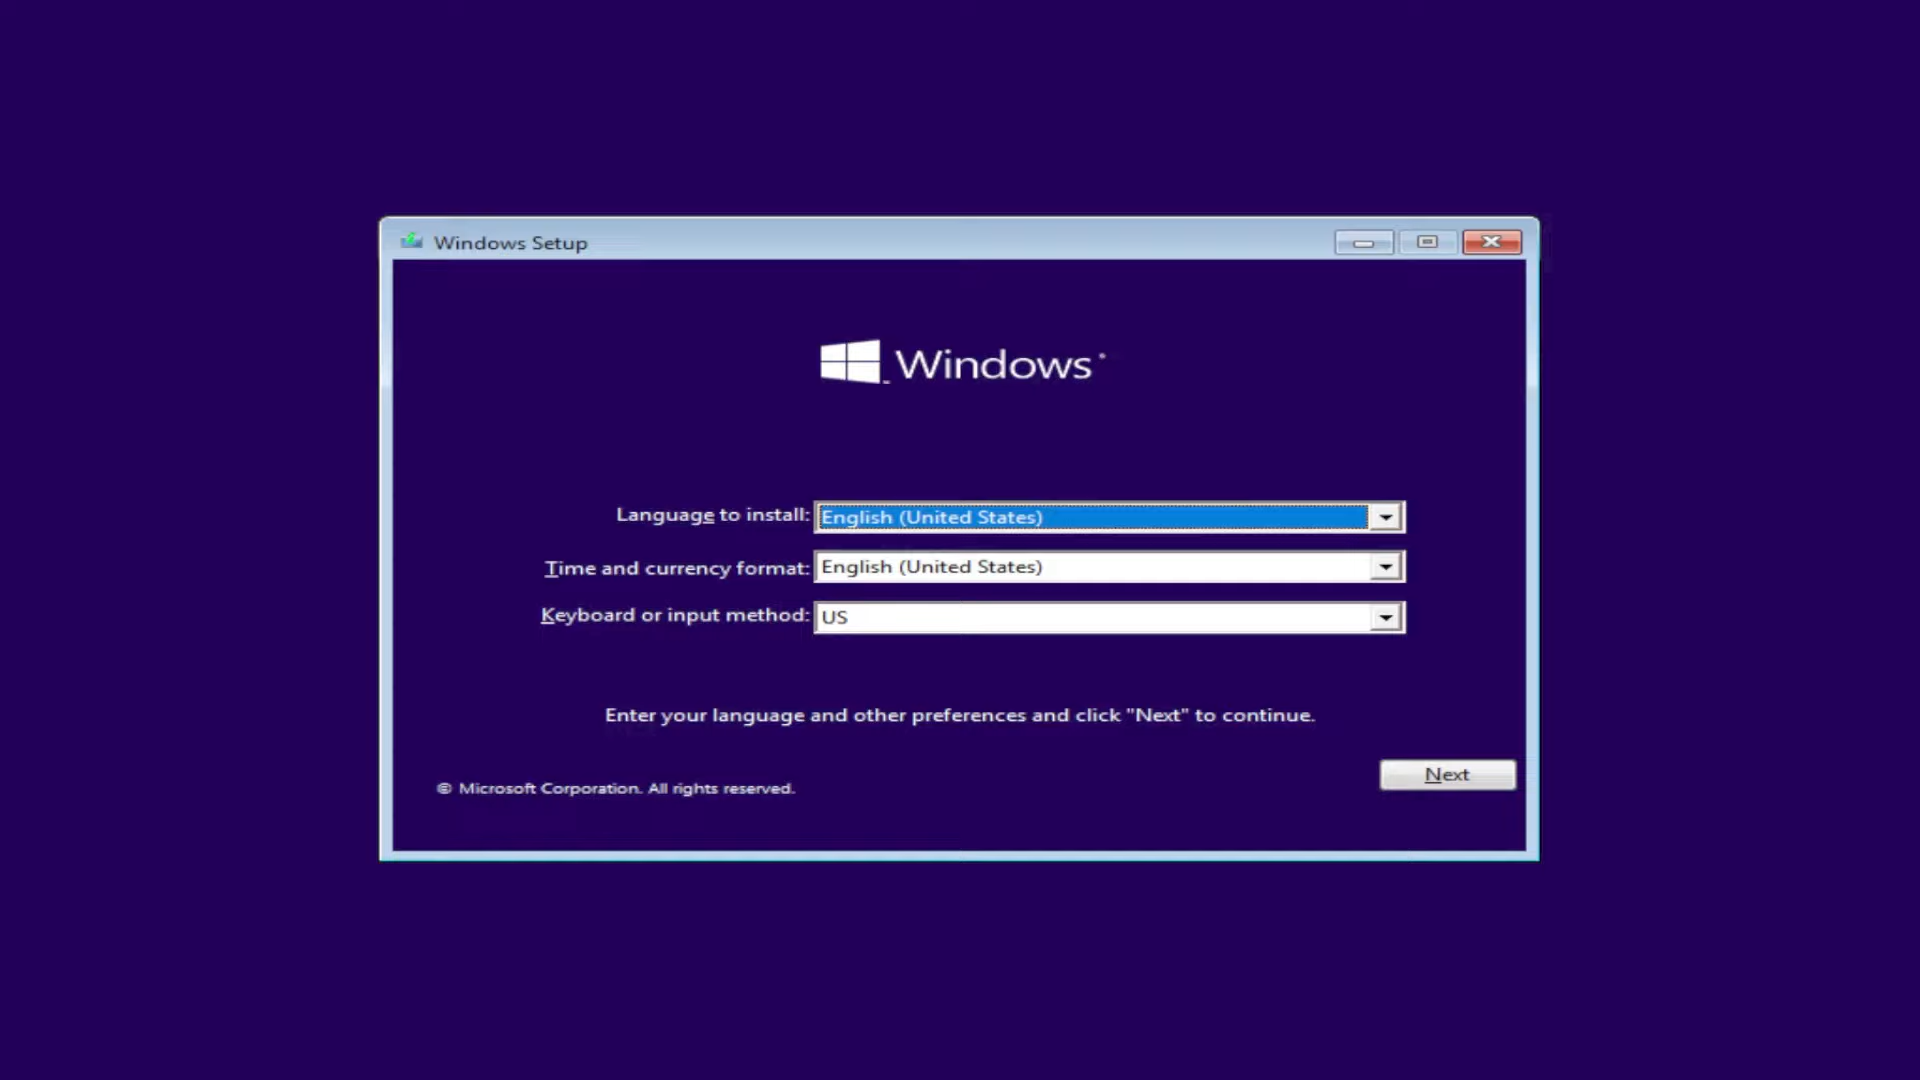 Windows Setup
Windows
Language to install: English (United States)
Time and currency format: English (United States)
Keyboard or input method: US
Enter your language and other preferences and click "Next" to continue.
Next
© Microsoft Corporation. All rights reserved.